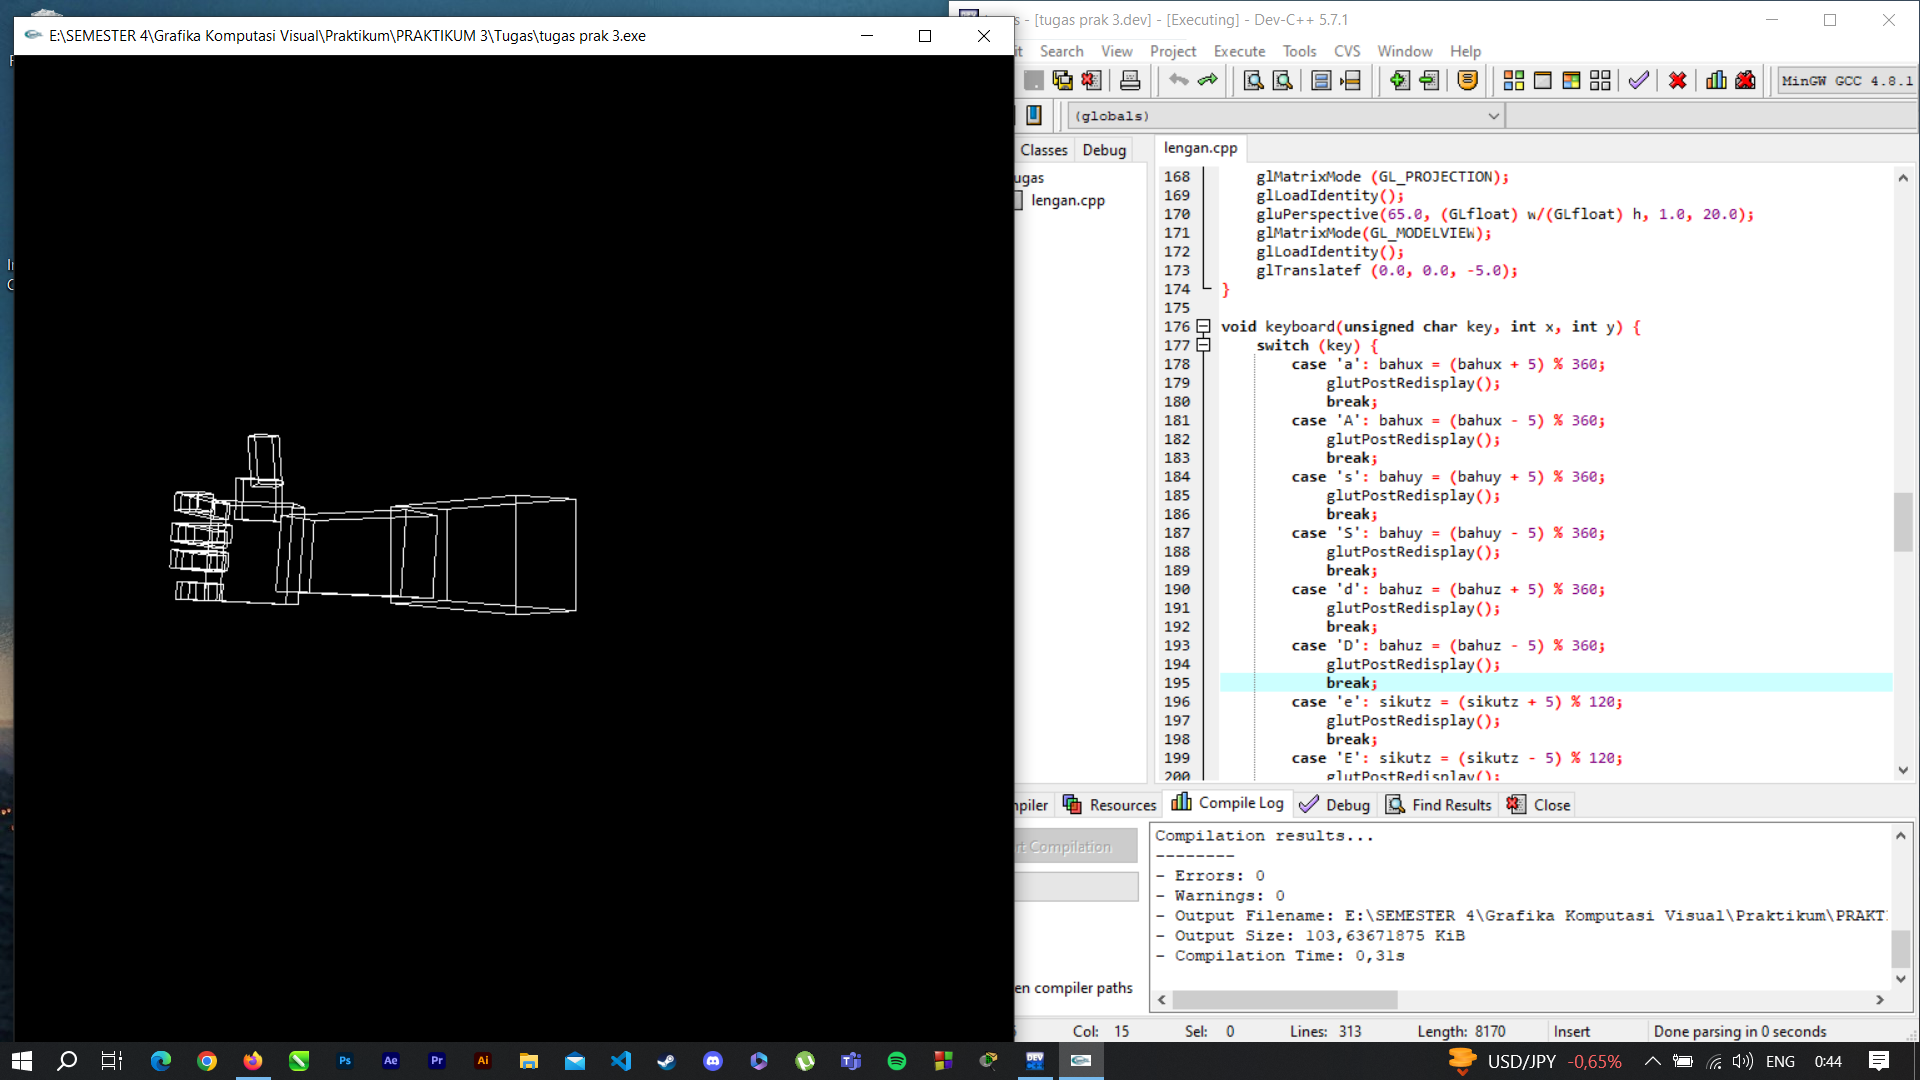 E:\SEMESTER 4\Grafika Komputasi Visual\Praktikum\PRAKTIKUM 3\Tugas\tugas prak 3.exe
- [tugas prak 3.dev] - [Executing] - Dev-C++ 5.7.1
Search View Project Execute Tools CVS Window Help
MinGW GCC 4.8.1
(globals)
Classes Debug
lengan.cpp
lengan.cpp
168 glMatrixMode (GL_PROJECTION);
169 glLoadIdentity();
170 gluPerspective(65.0, (GLfloat) w/(GLfloat) h, 1.0, 20.0);
171 glMatrixMode(GL_MODELVIEW);
172 glLoadIdentity();
173 glTranslatef (0.0, 0.0, -5.0);
174 }
175
176 void keyboard(unsigned char key, int x, int y) {
177 switch (key) {
178 case 'a': bahux = (bahux + 5) % 360;
179 glutPostRedisplay();
180 break;
181 case 'A': bahux = (bahux - 5) % 360;
182 glutPostRedisplay();
183 break;
184 case 's': bahuy = (bahuy + 5) % 360;
185 glutPostRedisplay();
186 break;
187 case 'S': bahuy = (bahuy - 5) % 360;
188 glutPostRedisplay();
189 break;
190 case 'd': bahuz = (bahuz + 5) % 360;
191 glutPostRedisplay();
192 break;
193 case 'D': bahuz = (bahuz - 5) % 360;
194 glutPostRedisplay();
195 break;
196 case 'e': sikutz = (sikutz + 5) % 120;
197 glutPostRedisplay();
198 break;
199 case 'E': sikutz = (sikutz - 5) % 120;
200 glutPostRedisplay();
Resources Compile Log Debug Find Results Close
Compilation
Compilation results...
--------
- Errors: 0
- Warnings: 0
- Output Filename: E:\SEMESTER 4\Grafika Komputasi Visual\Praktikum\PRAKT
- Output Size: 103,63671875 KiB
- Compilation Time: 0,31s
en compiler paths
Col: 15 Sel: 0 Lines: 313 Length: 8170 Insert Done parsing in 0 seconds
Ps Ae Pr Ai DEV USD/JPY -0,65% ENG 0:44